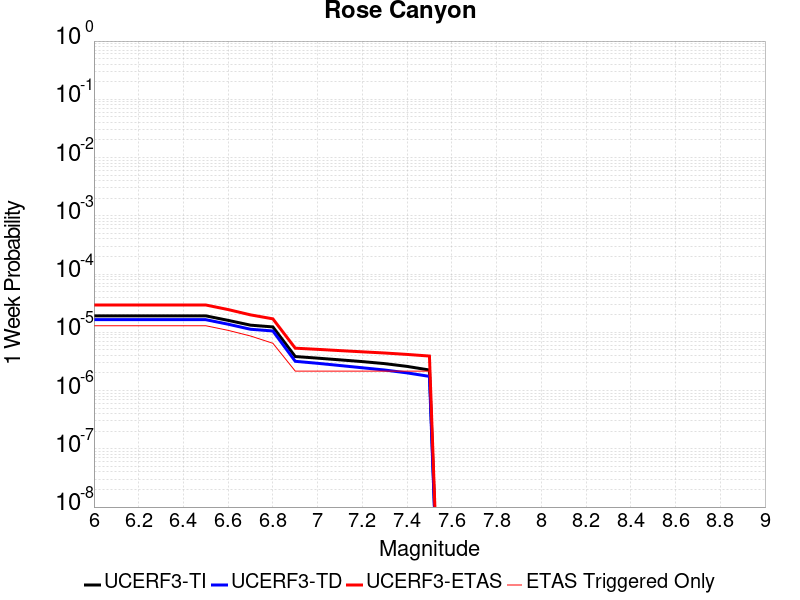 Rose Canyon
1 Week Probability
10^0
10^-1
10^-2
10^-3
10^-4
10^-5
10^-6
10^-7
10^-8
6 6.2 6.4 6.6 6.8 7 7.2 7.4 7.6 7.8 8 8.2 8.4 8.6 8.8 9
Magnitude
UCERF3-TI UCERF3-TD UCERF3-ETAS ETAS Triggered Only